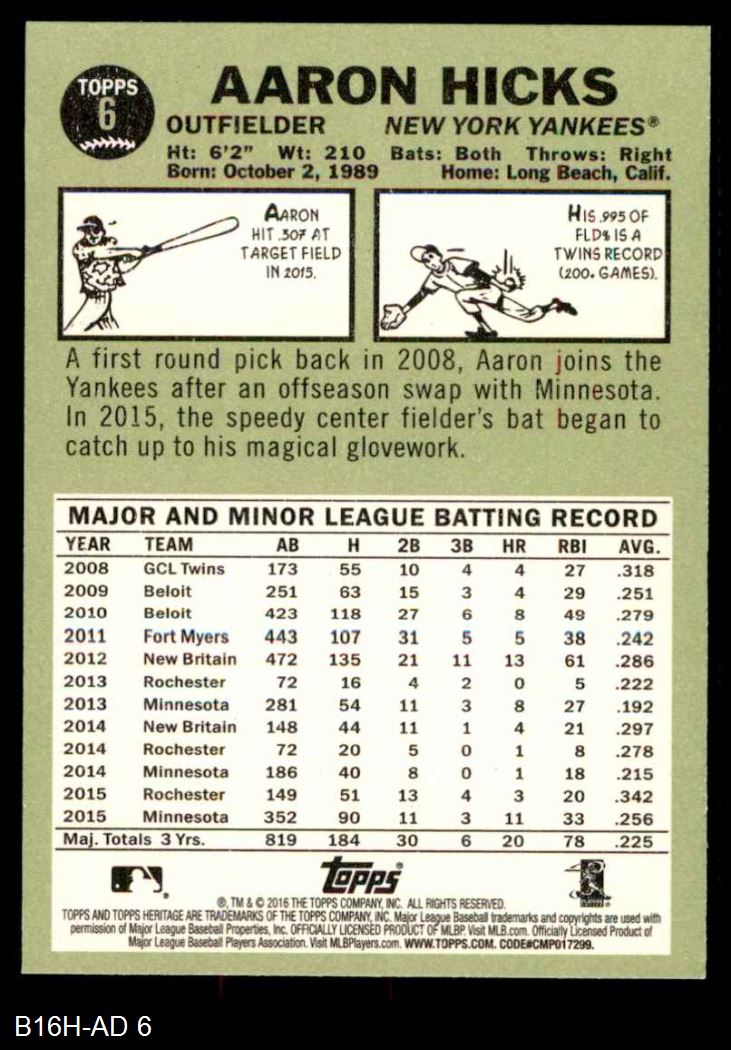 TOPPS
6
AARON HICKS
OUTFIELDER NEW YORK YANKEES®
Ht: 6'2" Wt: 210 Bats: Both Throws: Right
Born: October 2, 1989 Home: Long Beach, Calif.
AARON
HIT .307 AT
TARGET FIELD
IN 2015.
HIS .995 OF
FLD% IS A
TWINS RECORD
(200+ GAMES).
A first round pick back in 2008, Aaron joins the
Yankees after an offseason swap with Minnesota.
In 2015, the speedy center fielder's bat began to
catch up to his magical glovework.
MAJOR AND MINOR LEAGUE BATTING RECORD
YEAR TEAM AB H 2B 3B HR RBI AVG.
2008 GCL Twins 173 55 10 4 4 27 .318
2009 Beloit 251 63 15 3 4 29 .251
2010 Beloit 423 118 27 6 8 49 .279
2011 Fort Myers 443 107 31 5 5 38 .242
2012 New Britain 472 135 21 11 13 61 .286
2013 Rochester 72 16 4 2 0 5 .222
2013 Minnesota 281 54 11 3 8 27 .192
2014 New Britain 148 44 11 1 4 21 .297
2014 Rochester 72 20 5 0 1 8 .278
2014 Minnesota 186 40 8 0 1 18 .215
2015 Rochester 149 51 13 4 3 20 .342
2015 Minnesota 352 90 11 3 11 33 .256
Maj. Totals 3 Yrs. 819 184 30 6 20 78 .225
topps®
®, TM & © 2016 THE TOPPS COMPANY, INC. ALL RIGHTS RESERVED.
TOPPS AND TOPPS HERITAGE ARE TRADEMARKS OF THE TOPPS COMPANY, INC. Major League Baseball trademarks and copyrights are used with
permission of Major League Baseball Properties, Inc. OFFICIALLY LICENSED PRODUCT OF MLBP. Visit MLB.com. Officially Licensed Product of
Major League Baseball Players Association. Visit MLBPlayers.com. WWW.TOPPS.COM. CODE#CMP017299.
B16H-AD 6